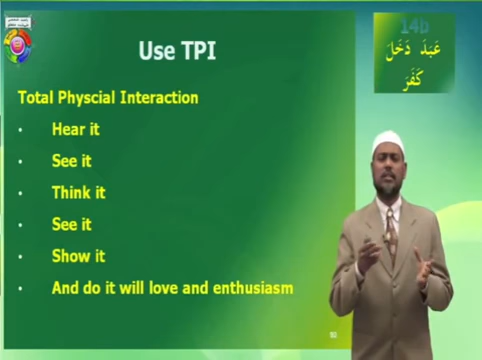 14b
عَبَدَ دَخَلَ
كَفَرَ
Use TPI
Total Physcial Interaction
• Hear it
• See it
• Think it
• See it
• Show it
• And do it will love and enthusiasm